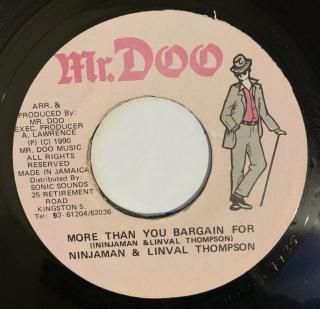 Mr. Doo
ARR. &
PRODUCED By:
MR. DOO
EXEC. PRODUCER
A. LAWRENCE
(P) (C) 1990
MR. DOO MUSIC
ALL RIGHTS
RESERVED
MADE IN JAMAICA
Distributed By:
SONIC SOUNDS
25 RETIREMENT
ROAD
KINGSTON 5.
Tel: 92-61204/62036
MORE THAN YOU BARGAIN FOR
((NINJAMAN &LINVAL THOMPSON)
NINJAMAN & LINVAL THOMPSON